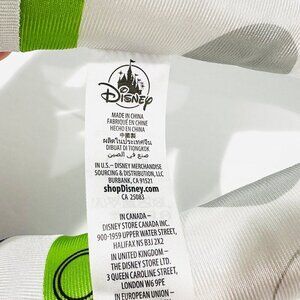 Disney
MADE IN CHINA
FABRIQUÉ EN CHINE
HECHO EN CHINA
中國製
ผลิตในประเทศจีน
DIBUAT DI TIONGKOK
صنع في الصين
IN U.S.– DISNEY MERCHANDISE
SOURCING & DISTRIBUTION, LLC
BURBANK, CA 91521
shopDisney.com
CA 25083
IN CANADA –
DISNEY STORE CANADA INC.
900-1959 UPPER WATER STREET,
HALIFAX NS B3J 2X2
IN UNITED KINGDOM –
THE DISNEY STORE LTD.
3 QUEEN CAROLINE STREET,
LONDON W6 9PE
IN EUROPEAN UNION –